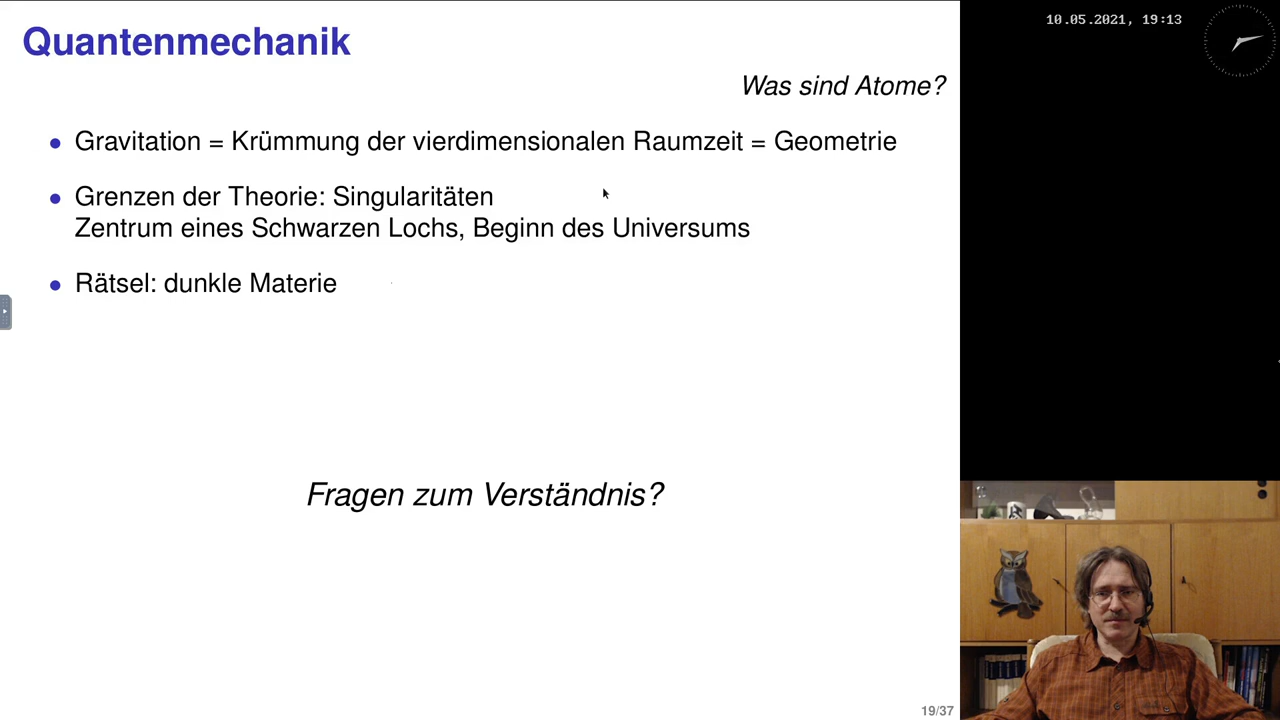 Quantenmechanik
10.05.2021, 19:13
Was sind Atome?
• Gravitation = Krümmung der vierdimensionalen Raumzeit = Geometrie
• Grenzen der Theorie: Singularitäten
Zentrum eines Schwarzen Lochs, Beginn des Universums
• Rätsel: dunkle Materie
Fragen zum Verständnis?
19/37